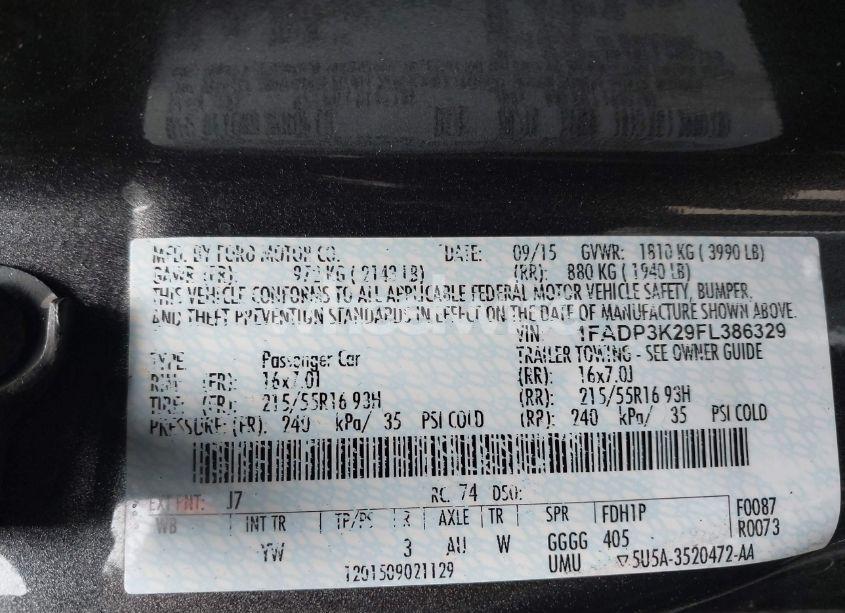 MFD. BY FORD MOTOR CO. DATE: 09/15 GVWR: 1810 KG ( 3990 LB)
GAWR (FR): KG ( 2149 LB) (RR): 880 KG ( 1940 LB)
THIS VEHICLE CONFORMS TO ALL APPLICABLE FEDERAL MOTOR VEHICLE SAFETY, BUMPER,
AND THEFT PREVENTION STANDARDS IN EFFECT ON THE DATE OF MANUFACTURE SHOWN ABOVE.
VIN: 1FADP3K29FL386329
TYPE: Passenger Car TRAILER TOWING - SEE OWNER GUIDE
RIM: (FR): 16x7.0J (RR): 16x7.0J
TIRE: (FR): 215/55R16 93H (RR): 215/55R16 93H
PRESSURE: (FR): 240 kPa/ 35 PSI COLD (RR): 240 kPa/ 35 PSI COLD
EXT PNT: J7 RC: 74 DSO:
WB INT TR TP/PS R AXLE TR SPR FDH1P F0087
YW 3 AU W GGGG 405 R0073
UMU ▽5U5A-3520472-AA
1201509021129